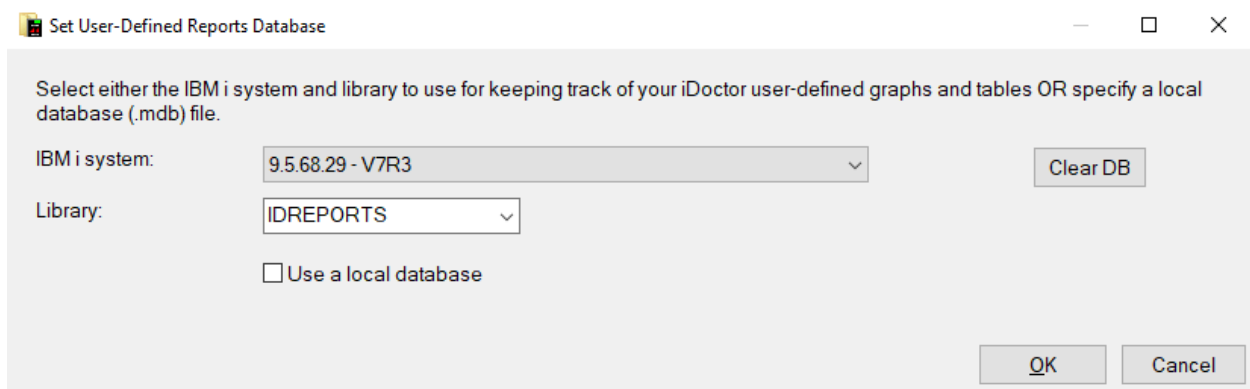 Set User-Defined Reports Database
Select either the IBM i system and library to use for keeping track of your iDoctor user-defined graphs and tables OR specify a local
database (.mdb) file.
IBM i system:
9.5.68.29 - V7R3
Clear DB
Library:
IDREPORTS
Use a local database
OK
Cancel